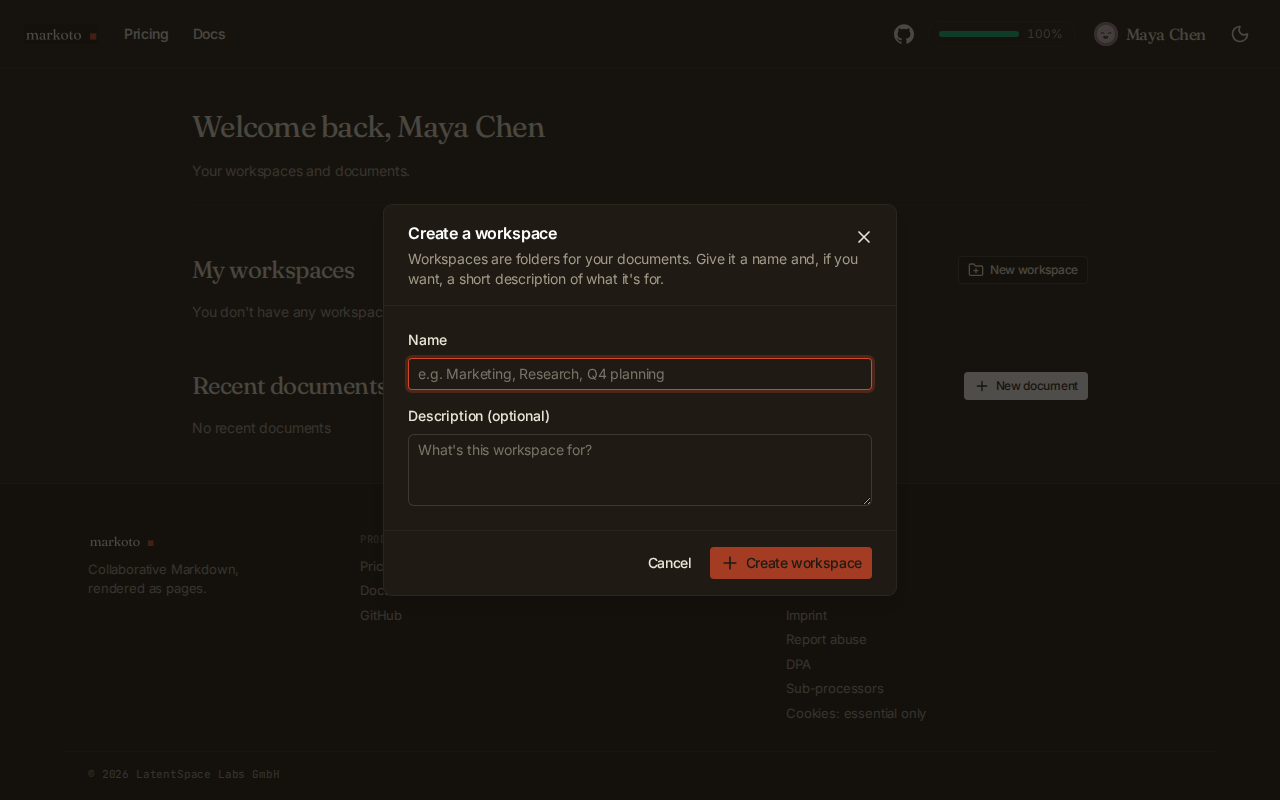 markoto
Pricing
Docs
100%
Maya Chen
Welcome back, Maya Chen
Your workspaces and documents.
Create a workspace
Workspaces are folders for your documents. Give it a name and, if you
want, a short description of what it's for.
My workspaces
New workspace
You don't have any
Name
e.g. Marketing, Research, Q4 planning
Recent documents
New document
Description (optional)
No recent documents
What's this workspace for?
Cancel
Create workspace
markoto
Collaborative Markdown,
rendered as pages.
GitHub
Imprint
Report abuse
DPA
Sub-processors
Cookies: essential only
© 2026 LatentSpace Labs GmbH